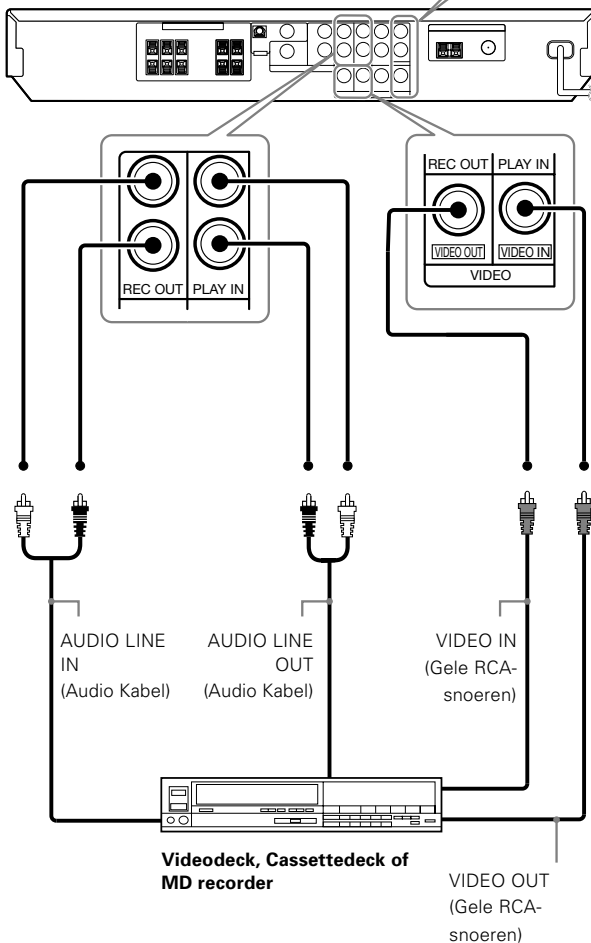 REC OUT PLAY IN
VIDEO OUT VIDEO IN
VIDEO
REC OUT PLAY IN
AUDIO LINE
IN
(Audio Kabel)
AUDIO LINE
OUT
(Audio Kabel)
VIDEO IN
(Gele RCA-
snoeren)
Videodeck, Cassettedeck of
MD recorder
VIDEO OUT
(Gele RCA-
snoeren)